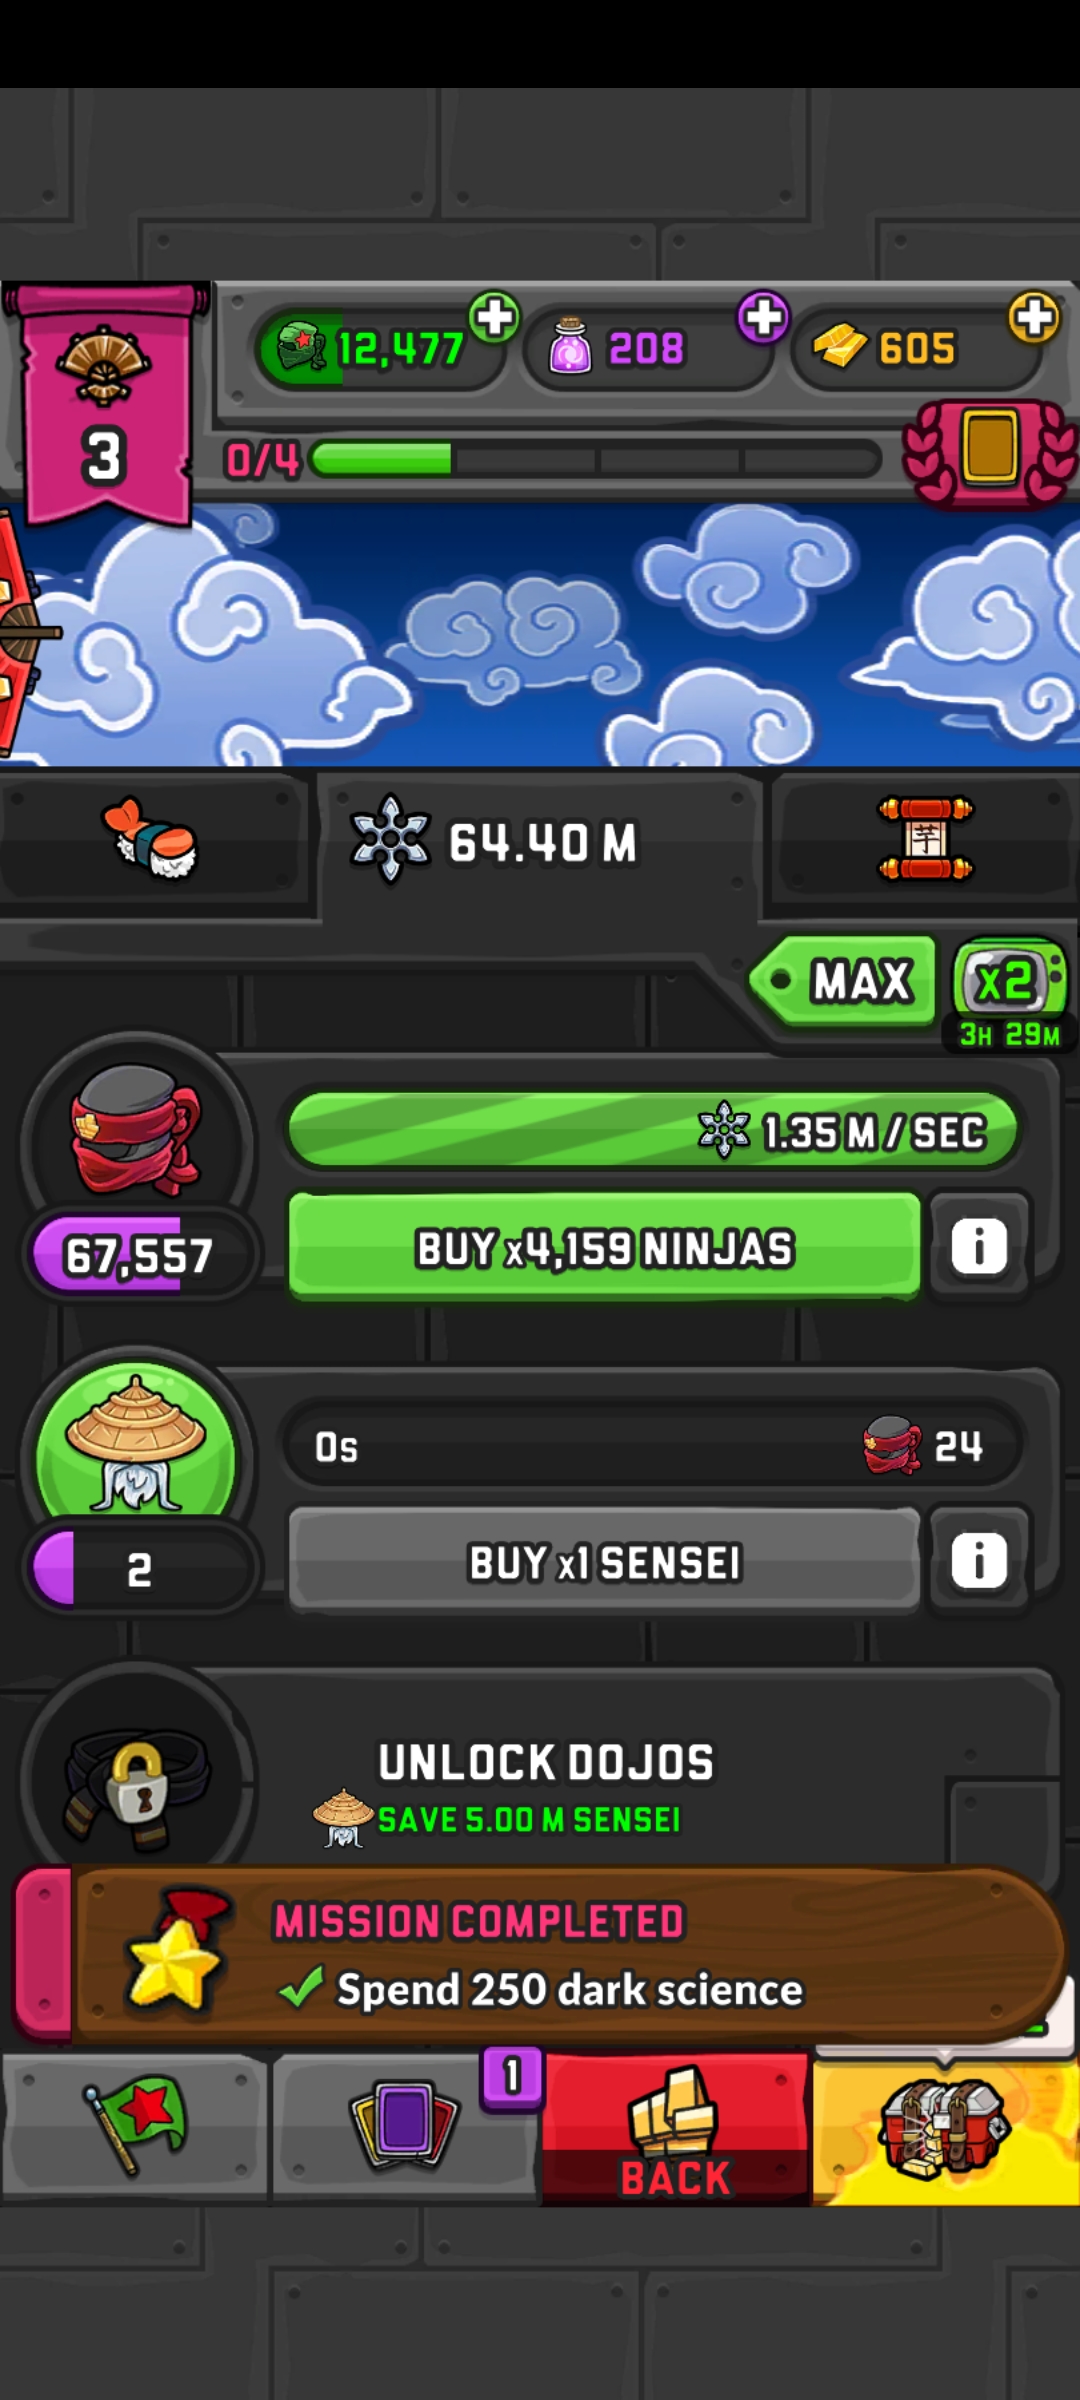 12,477
208
605
3
0/4
64.40 M
芋
MAX
x2
3H 29M
1.35 M / SEC
67,557
BUY x4,159 NINJAS
i
0s
24
2
BUY x1 SENSEI
i
UNLOCK DOJOS
SAVE 5.00 M SENSEI
MISSION COMPLETED
Spend 250 dark science
1
BACK